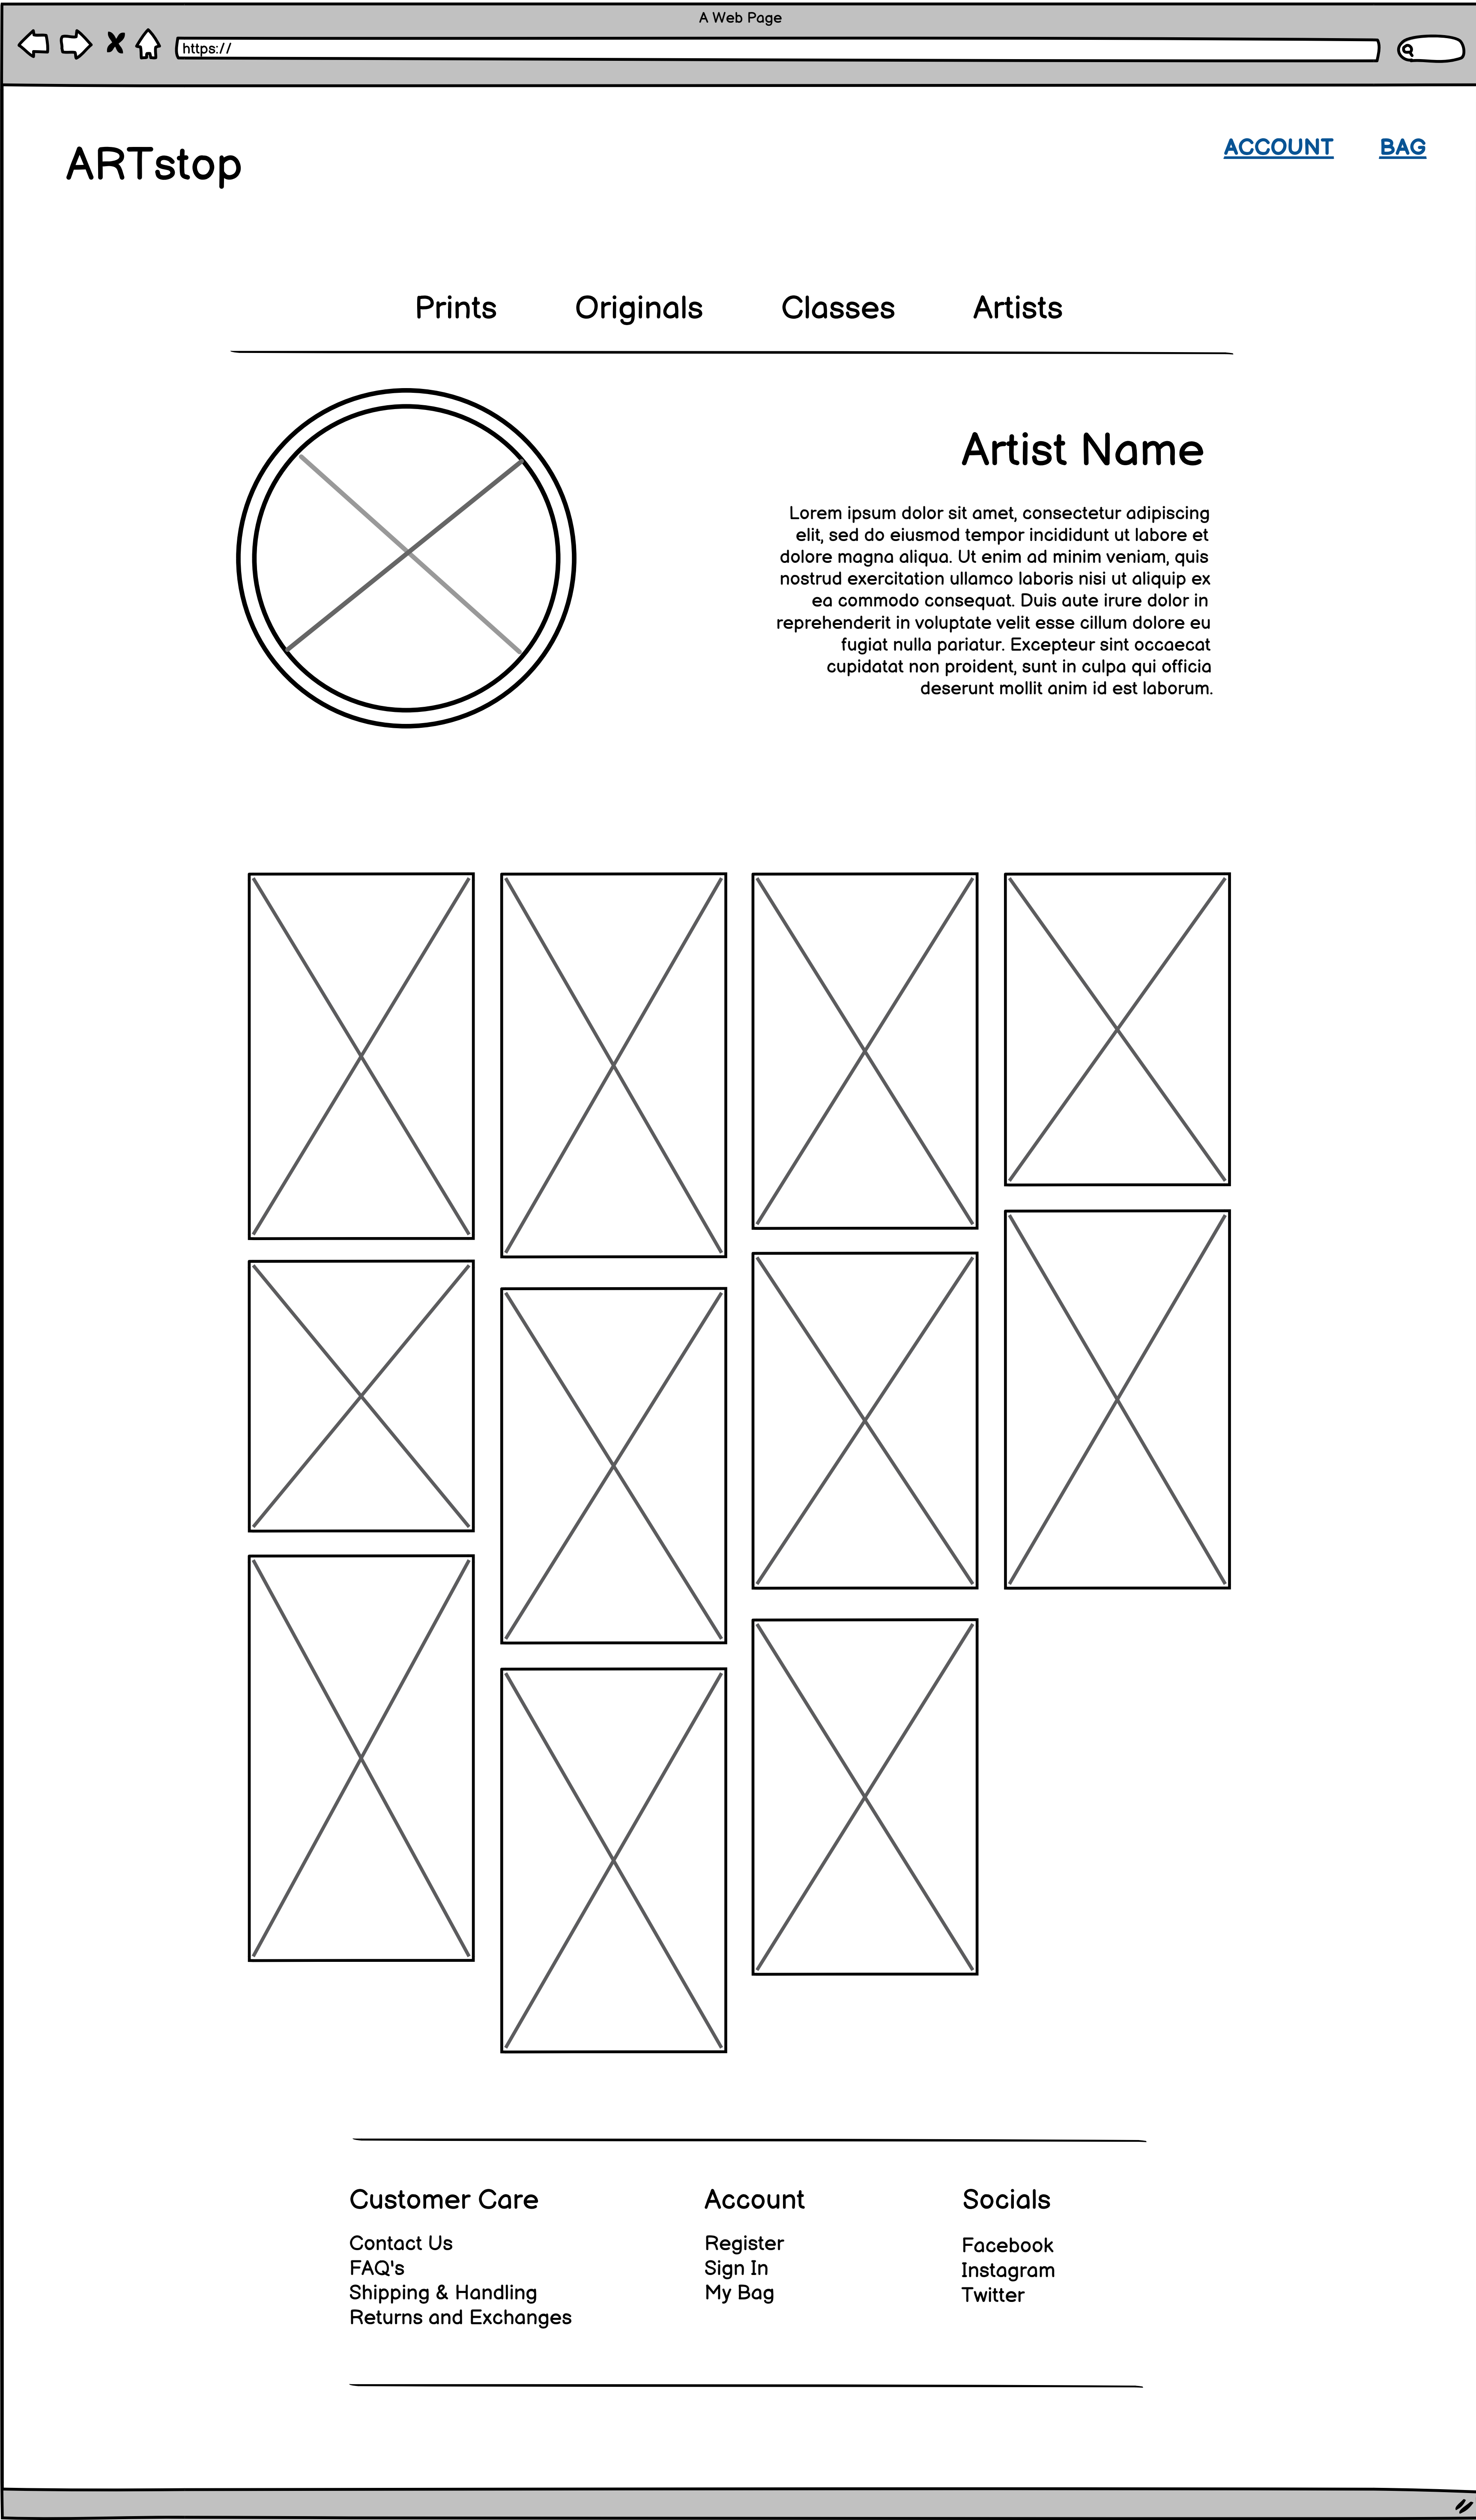 A Web Page
https://
ARTstop
ACCOUNT BAG
Prints Originals Classes Artists
Artist Name
Lorem ipsum dolor sit amet, consectetur adipiscing
elit, sed do eiusmod tempor incididunt ut labore et
dolore magna aliqua. Ut enim ad minim veniam, quis
nostrud exercitation ullamco laboris nisi ut aliquip ex
ea commodo consequat. Duis aute irure dolor in
reprehenderit in voluptate velit esse cillum dolore eu
fugiat nulla pariatur. Excepteur sint occaecat
cupidatat non proident, sunt in culpa qui officia
deserunt mollit anim id est laborum.
Customer Care
Contact Us
FAQ's
Shipping & Handling
Returns and Exchanges
Account
Register
Sign In
My Bag
Socials
Facebook
Instagram
Twitter